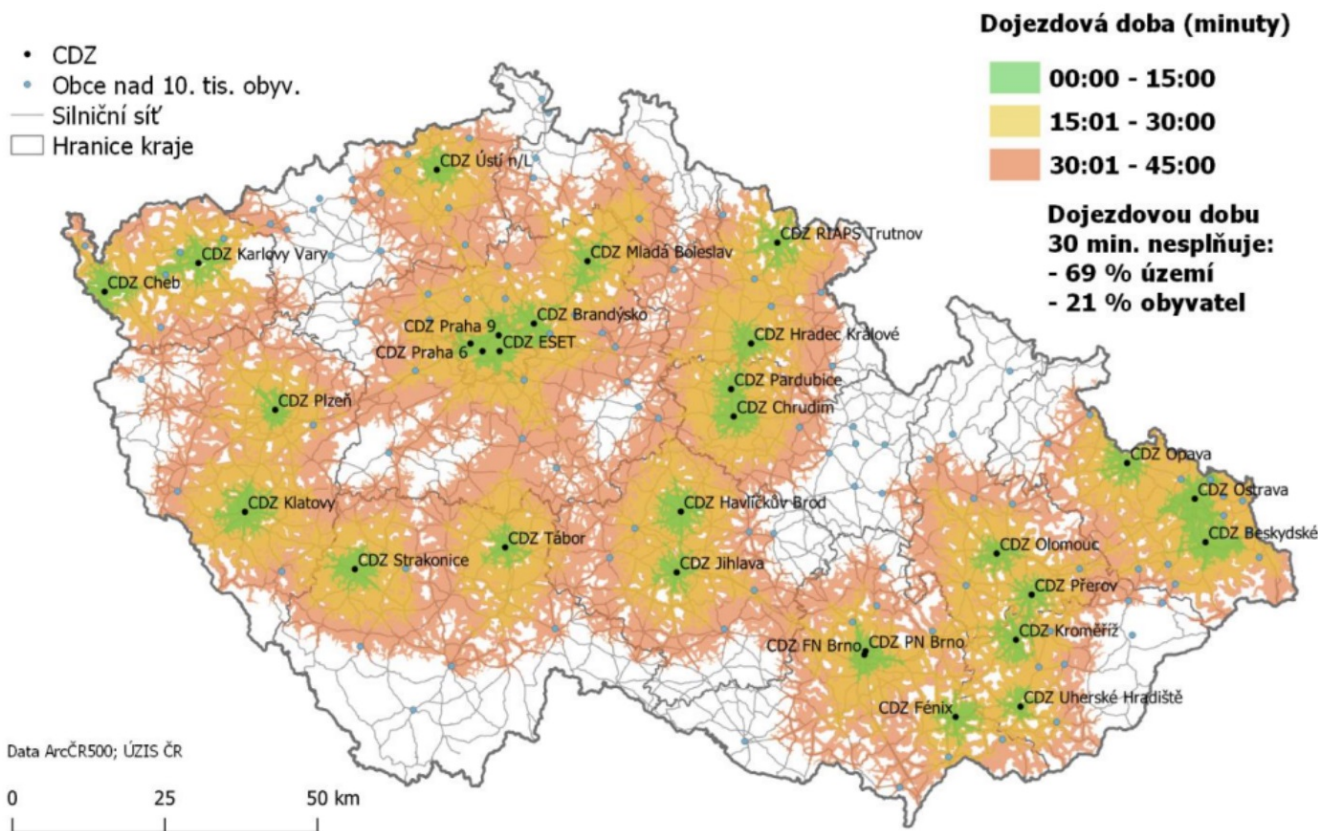 Dojezdová doba (minuty)
00:00 - 15:00
15:01 - 30:00
30:01 - 45:00
Dojezdovou dobu
30 min. nesplňuje:
- 69 % území
- 21 % obyvatel
CDZ
Obce nad 10. tis. obyv.
Silniční síť
Hranice kraje
CDZ Ústí n/L
CDZ RIAPS Trutnov
CDZ Karlovy Vary
CDZ Mladá Boleslav
CDZ Cheb
CDZ Brandýsko
CDZ Praha 9
CDZ ESET
CDZ Praha 6
CDZ Hradec Králové
CDZ Pardubice
CDZ Plzeň
CDZ Chrudim
CDZ Opava
CDZ Ostrava
CDZ Klatovy
CDZ Havlíčkův Brod
CDZ Beskydské
CDZ Tábor
CDZ Olomouc
CDZ Strakonice
CDZ Jihlava
CDZ Přerov
CDZ Kroměříž
CDZ FN Brno
CDZ PN Brno
CDZ Uherské Hradiště
CDZ Fénix
Data ArcČR500; ÚZIS ČR
0 25 50 km